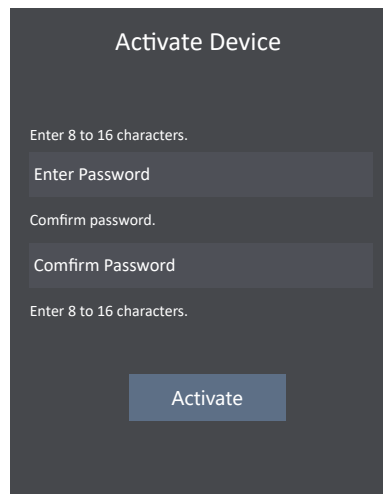 Activate Device
Enter 8 to 16 characters.
Enter Password
Comfirm password.
Comfirm Password
Enter 8 to 16 characters.
Activate